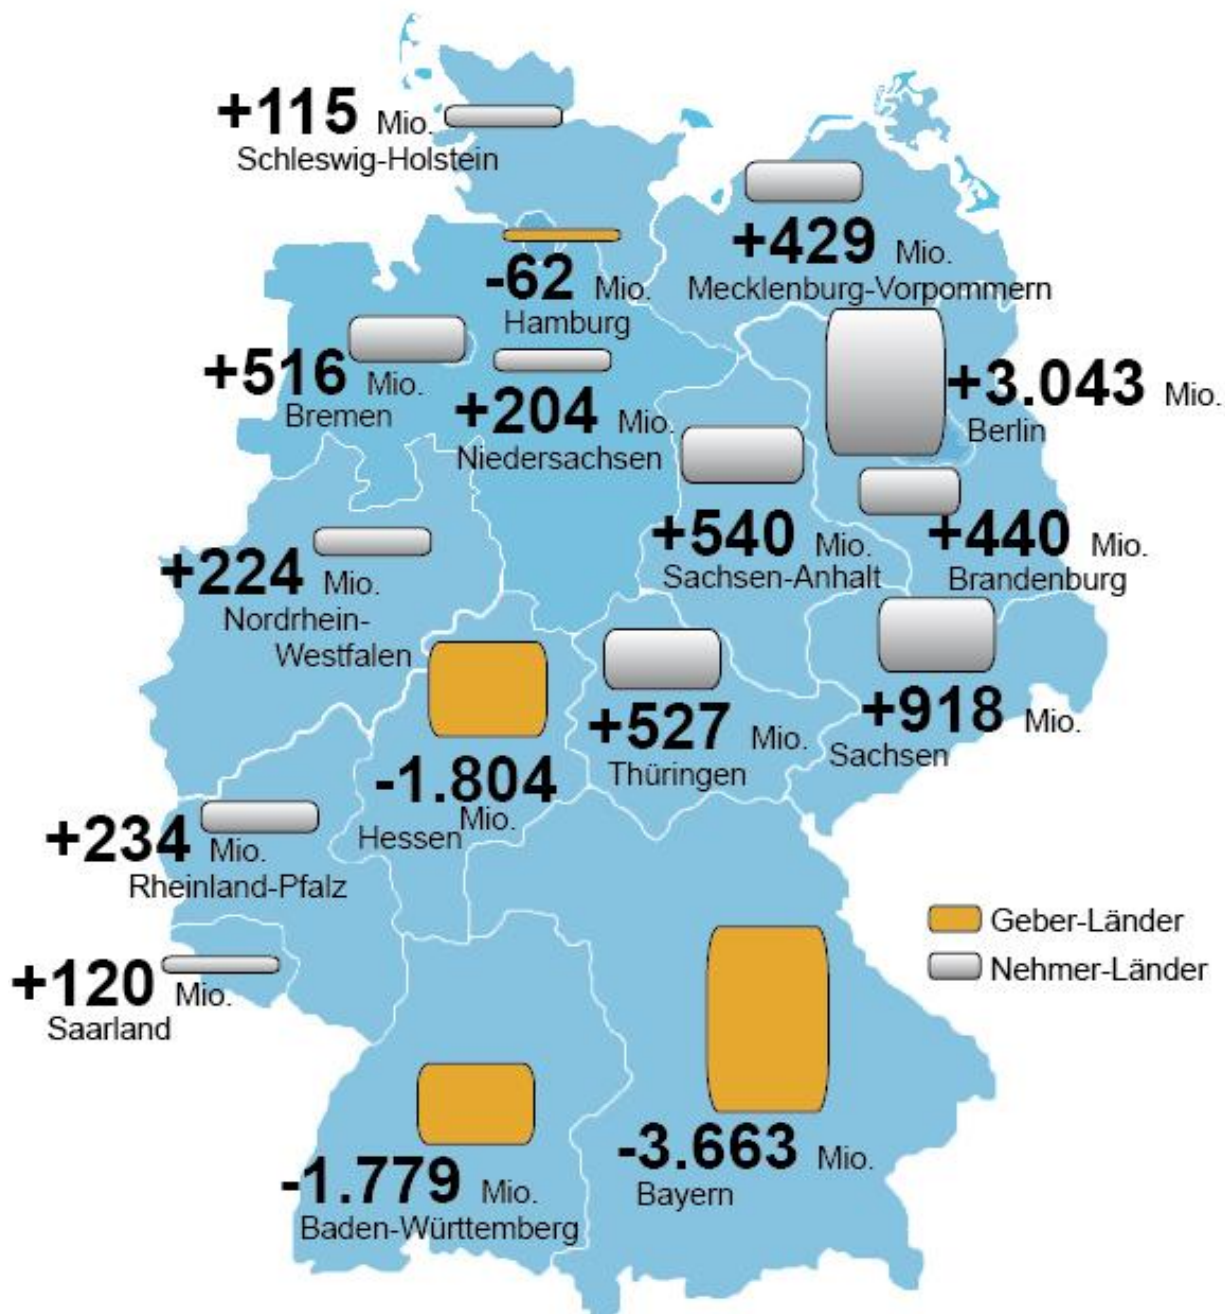 +115 Mio.
Schleswig-Holstein
+429 Mio.
Mecklenburg-Vorpommern
-62 Mio.
Hamburg
+516 Mio.
Bremen
+204 Mio.
Niedersachsen
+3.043 Mio.
Berlin
+540 Mio.
Sachsen-Anhalt
+440 Mio.
Brandenburg
+224 Mio.
Nordrhein-
Westfalen
-1.804
Mio.
Hessen
+527 Mio.
Thüringen
+918 Mio.
Sachsen
+234 Mio.
Rheinland-Pfalz
+120 Mio.
Saarland
Geber-Länder
Nehmer-Länder
-1.779 Mio.
Baden-Württemberg
-3.663 Mio.
Bayern